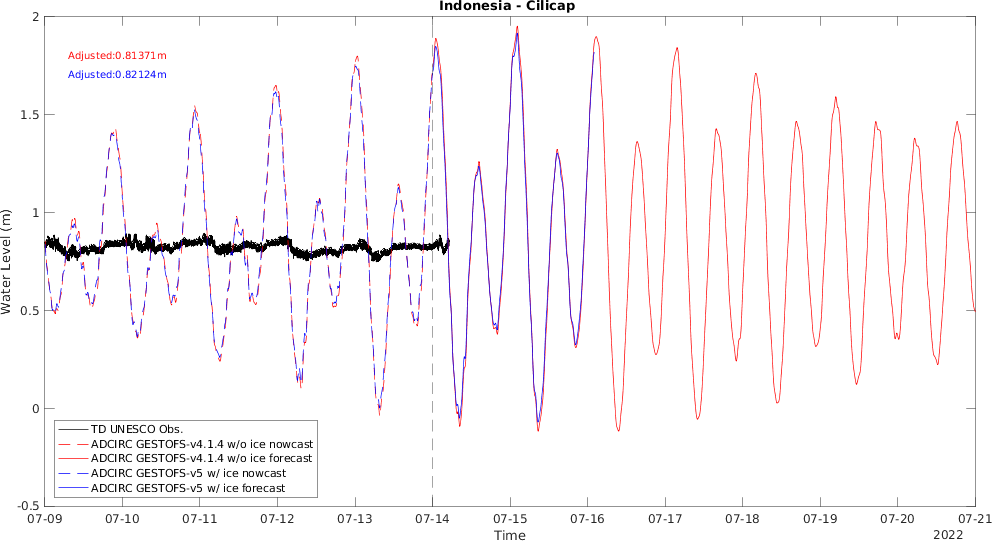 Indonesia - Cilicap
2
Adjusted:0.81371m
Adjusted:0.82124m
1.5
1
Water Level (m)
0.5
0
TD UNESCO Obs.
ADCIRC GESTOFS-v4.1.4 w/o ice nowcast
ADCIRC GESTOFS-v4.1.4 w/o ice forecast
ADCIRC GESTOFS-v5 w/ ice nowcast
ADCIRC GESTOFS-v5 w/ ice forecast
-0.5
07-09 07-10 07-11 07-12 07-13 07-14 07-15 07-16 07-17 07-18 07-19 07-20 07-21
Time
2022